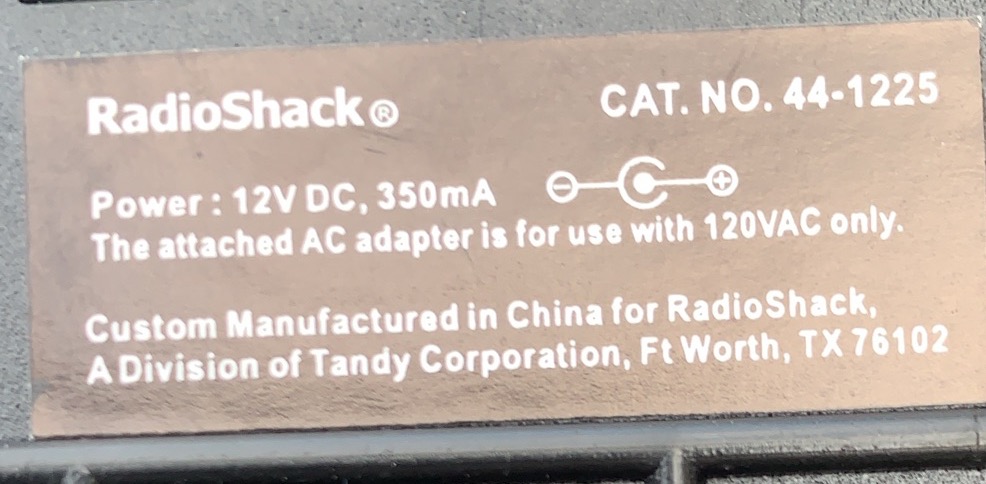 RadioShack®
CAT. NO. 44-1225
Power : 12V DC, 350mA
The attached AC adapter is for use with 120VAC only.
Custom Manufactured in China for RadioShack,
A Division of Tandy Corporation, Ft Worth, TX 76102